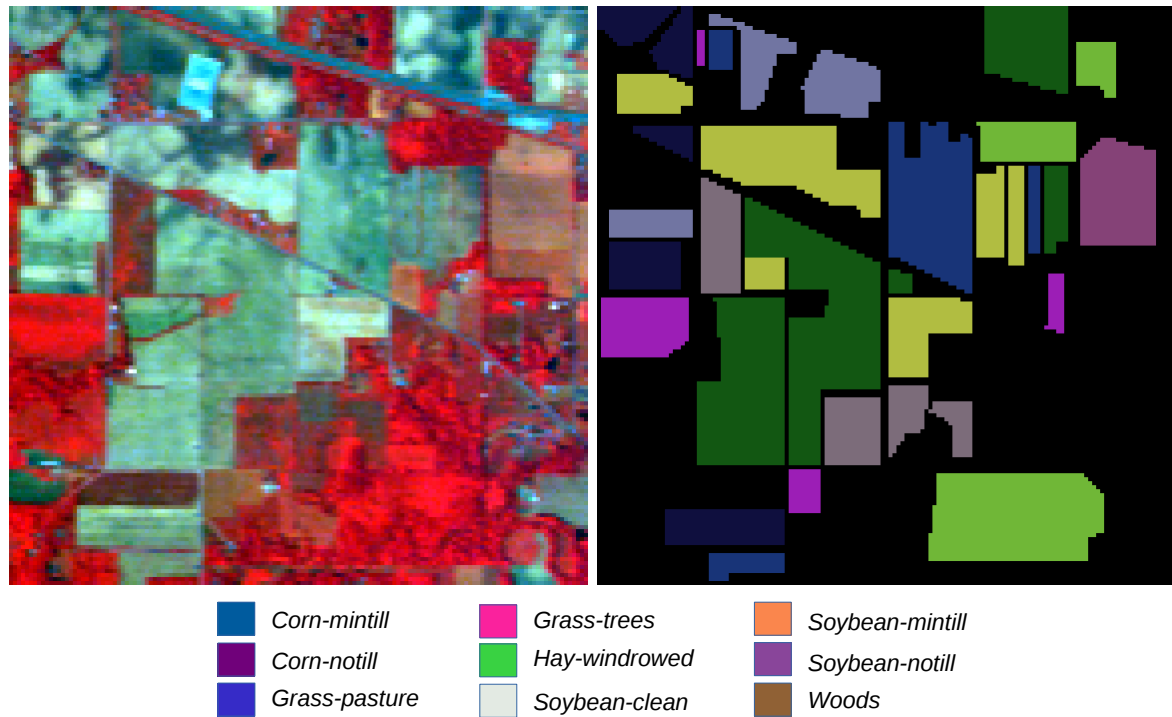 Corn-mintill
Grass-trees
Soybean-mintill
Corn-notill
Hay-windrowed
Soybean-notill
Grass-pasture
Soybean-clean
Woods